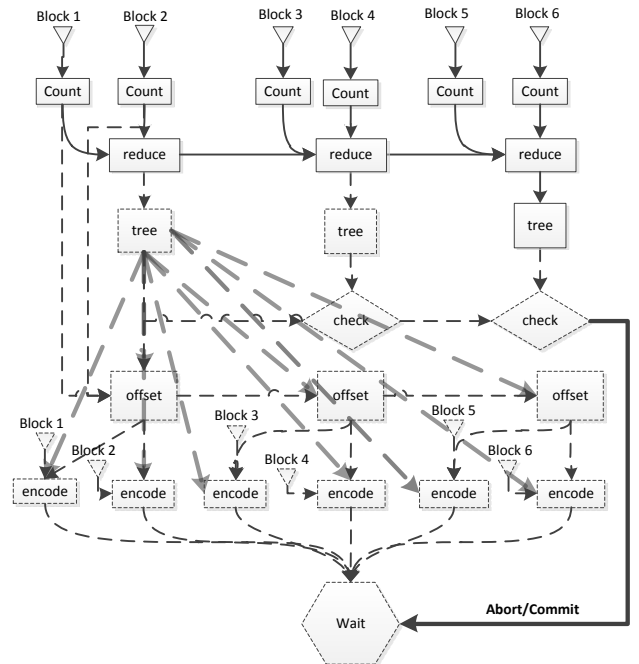 Block 1
Block 2
Block 3
Block 4
Block 5
Block 6
Count
Count
Count
Count
Count
Count
reduce
reduce
reduce
tree
tree
tree
check
check
offset
offset
offset
Block 1
Block 2
Block 3
Block 4
Block 5
Block 6
encode
encode
encode
encode
encode
encode
Wait
Abort/Commit